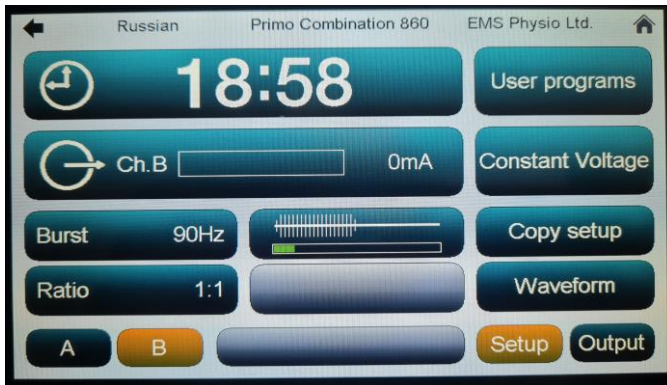 Russian Primo Combination 860 EMS Physio Ltd.
18:58 User programs
Ch.B 0mA Constant Voltage
Burst 90Hz Copy setup
Ratio 1:1 Waveform
A B Setup Output